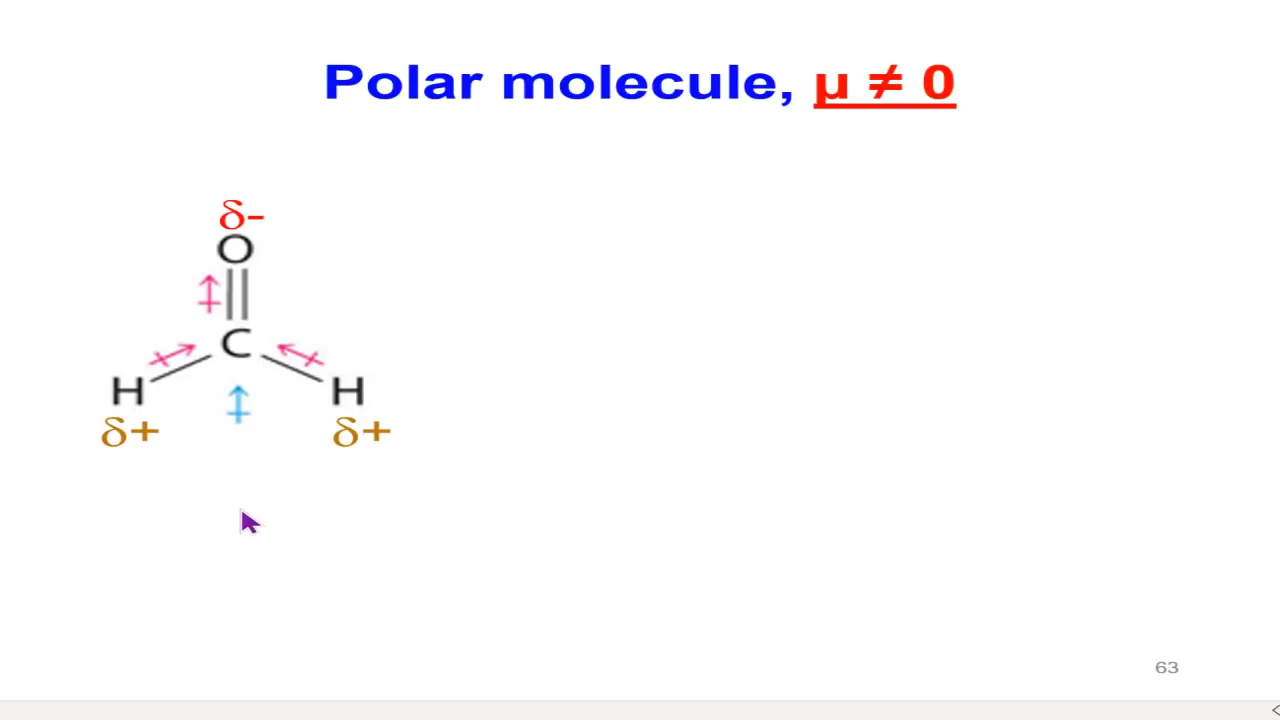 Polar molecule, μ ≠ 0
δ-
O
C
H H
δ+ δ+
63